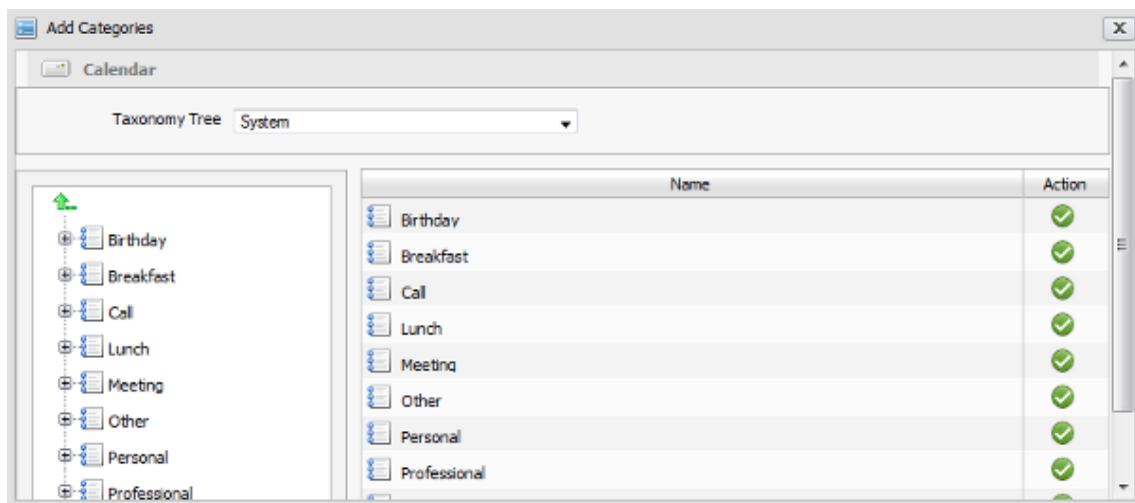 Add Categories
Calendar
Taxonomy Tree System
Name Action
Birthday
Breakfast
Call
Lunch
Meeting
Other
Personal
Professional
Birthday
Breakfast
Call
Lunch
Meeting
Other
Personal
Professional